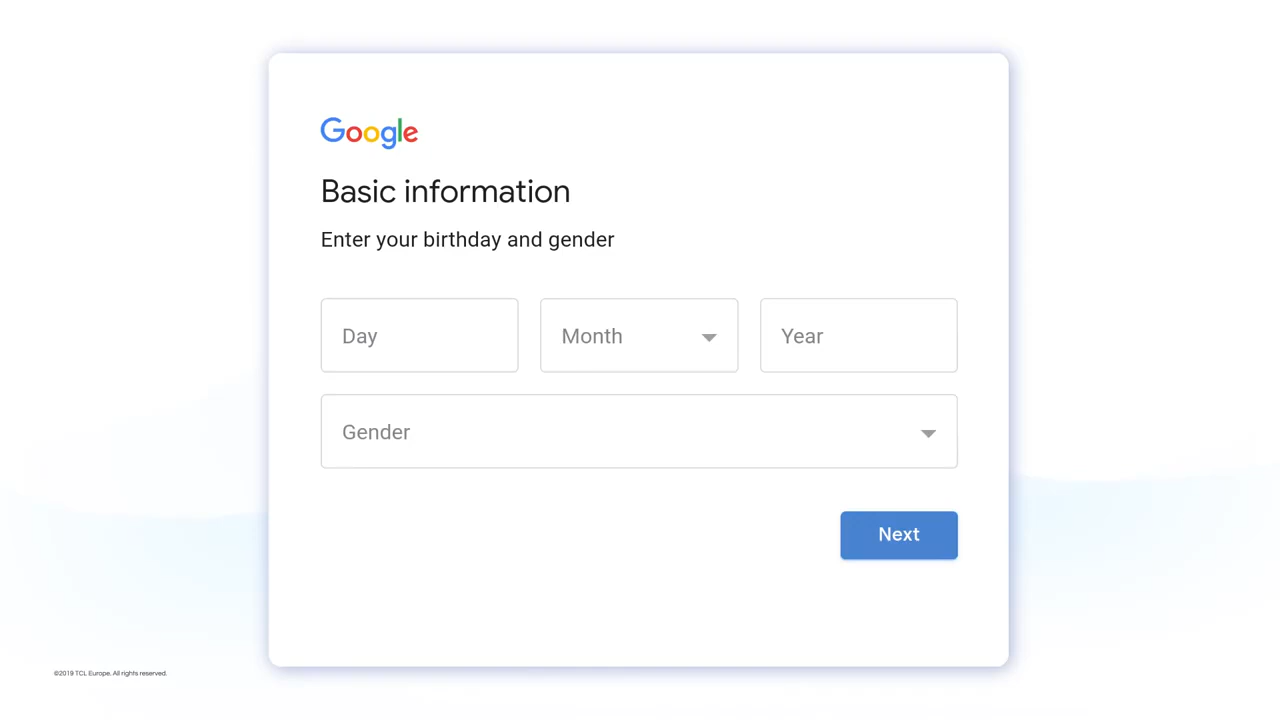 Google
Basic information
Enter your birthday and gender
Day Month Year
Gender
Next
©2019 TCL Europe. All rights reserved.